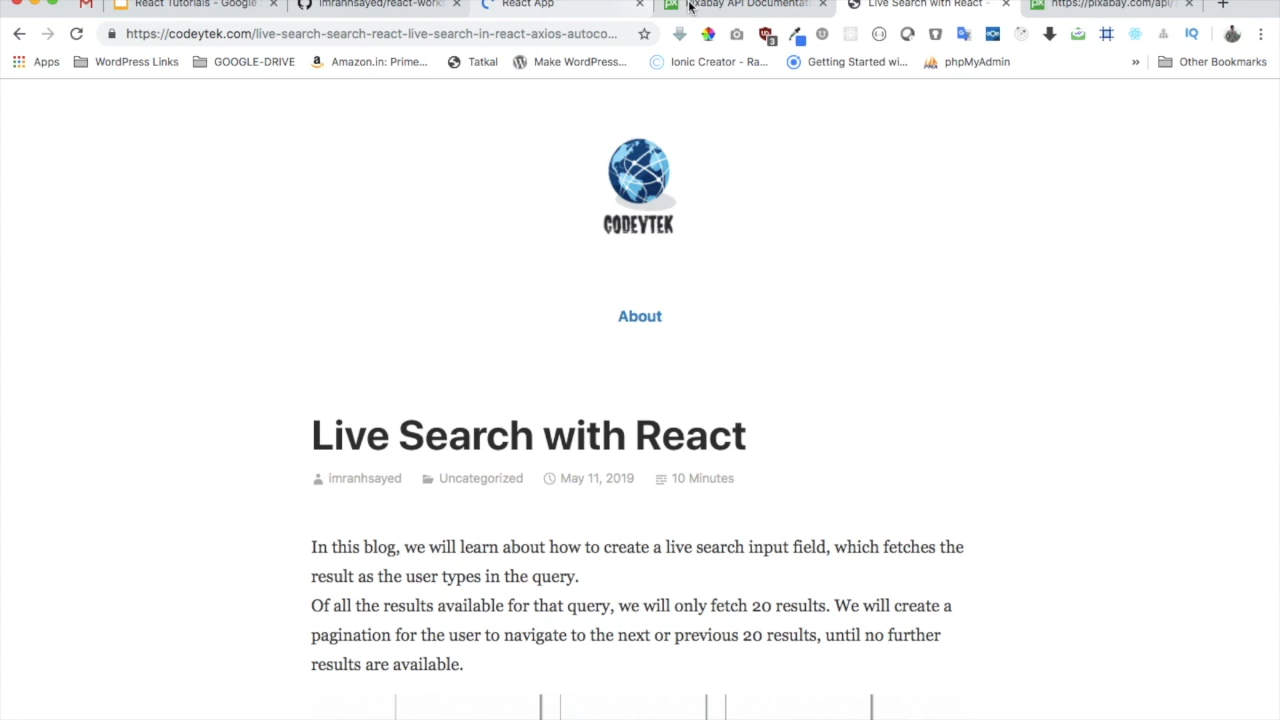 React Tutorials - Google
imranhsayed/react-works
React App
Pixabay API Documentat
Live Search with React -
https://pixabay.com/api/
https://codeytek.com/live-search-search-react-live-search-in-react-axios-autoco...
3
IQ
Apps
WordPress Links
GOOGLE-DRIVE
Amazon.in: Prime...
Tatkal
Make WordPress...
Ionic Creator - Ra...
Getting Started wi...
phpMyAdmin
»
Other Bookmarks
CODEYTEK
About
Live Search with React
imranhsayed
Uncategorized
May 11, 2019
10 Minutes
In this blog, we will learn about how to create a live search input field, which fetches the
result as the user types in the query.
Of all the results available for that query, we will only fetch 20 results. We will create a
pagination for the user to navigate to the next or previous 20 results, until no further
results are available.